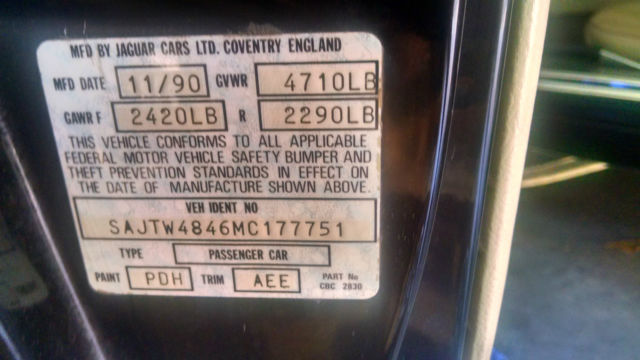 MFD BY JAGUAR CARS LTD. COVENTRY ENGLAND
MFD DATE 11/90 GVWR 4710LB
GAWR F 2420LB R 2290LB
THIS VEHICLE CONFORMS TO ALL APPLICABLE
FEDERAL MOTOR VEHICLE SAFETY BUMPER AND
THEFT PREVENTION STANDARDS IN EFFECT ON
THE DATE OF MANUFACTURE SHOWN ABOVE.
VEH IDENT NO
SAJTW4846MC177751
TYPE PASSENGER CAR
PAINT PDH TRIM AEE PART No
CBC 2830